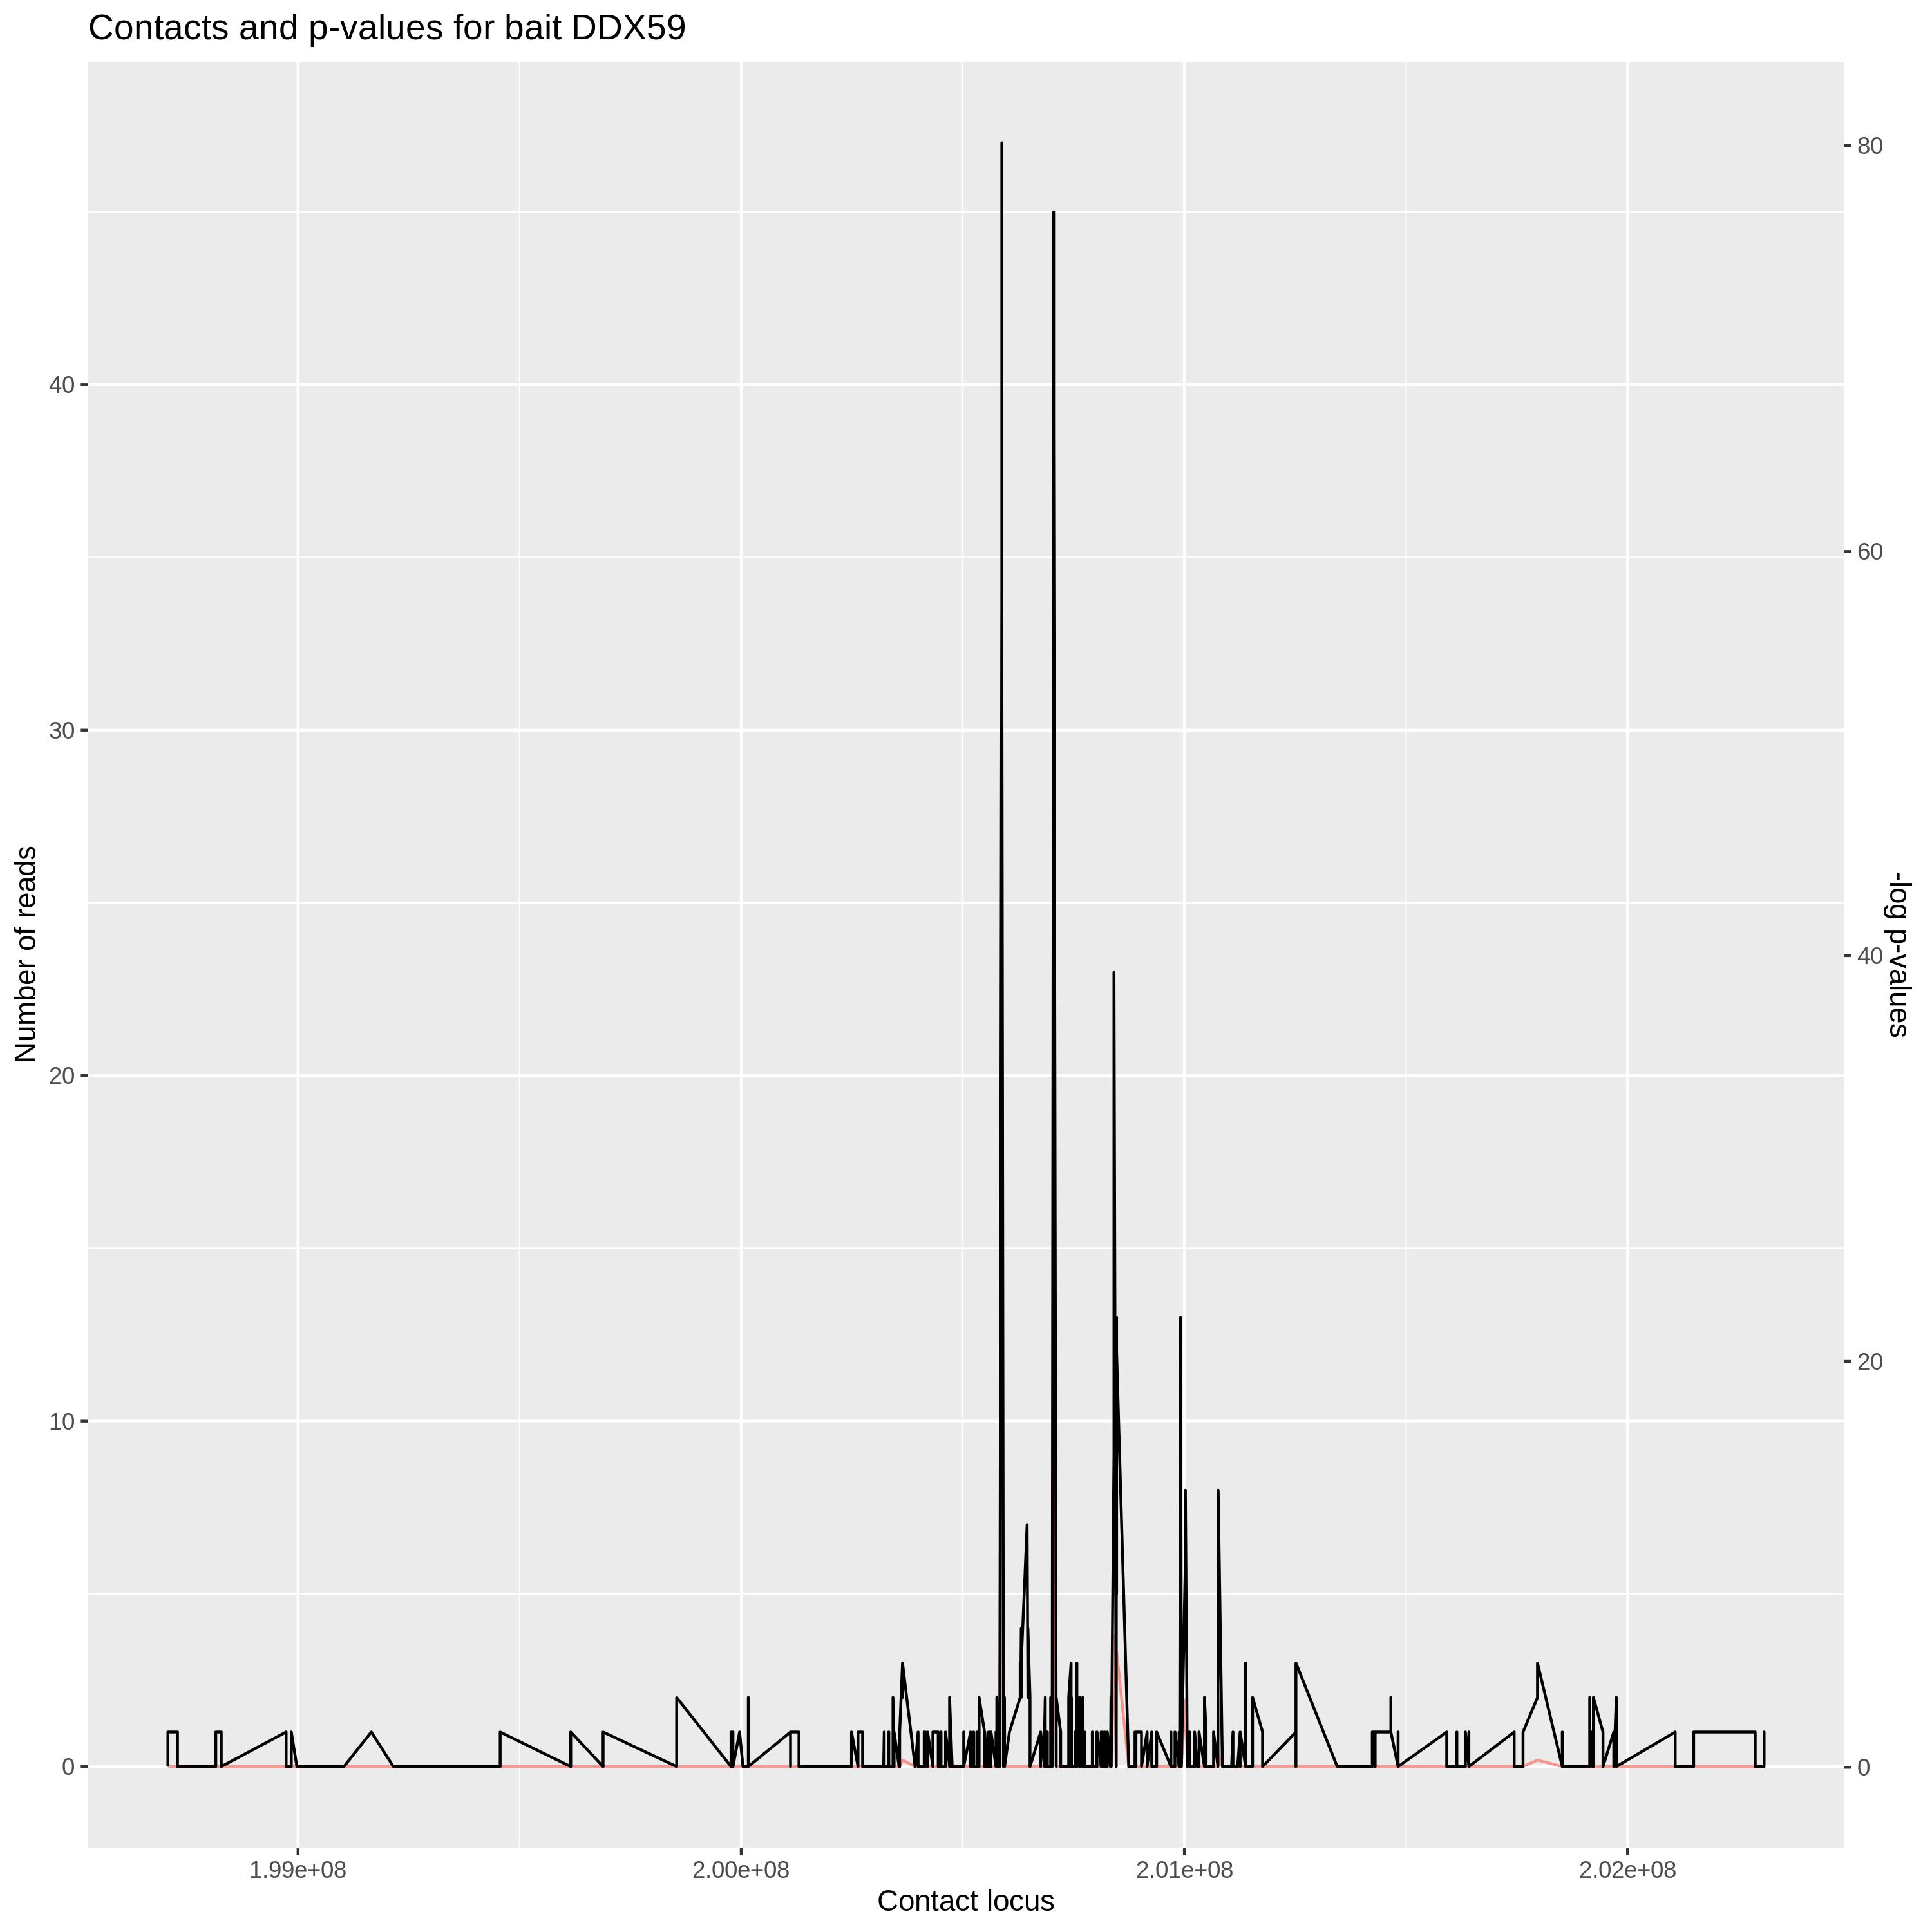 Contacts and p-values for bait DDX59
Number of reads
40
30
20
10
0
80
60
40
20
0
-log p-values
1.99e+08
2.00e+08
2.01e+08
2.02e+08
Contact locus